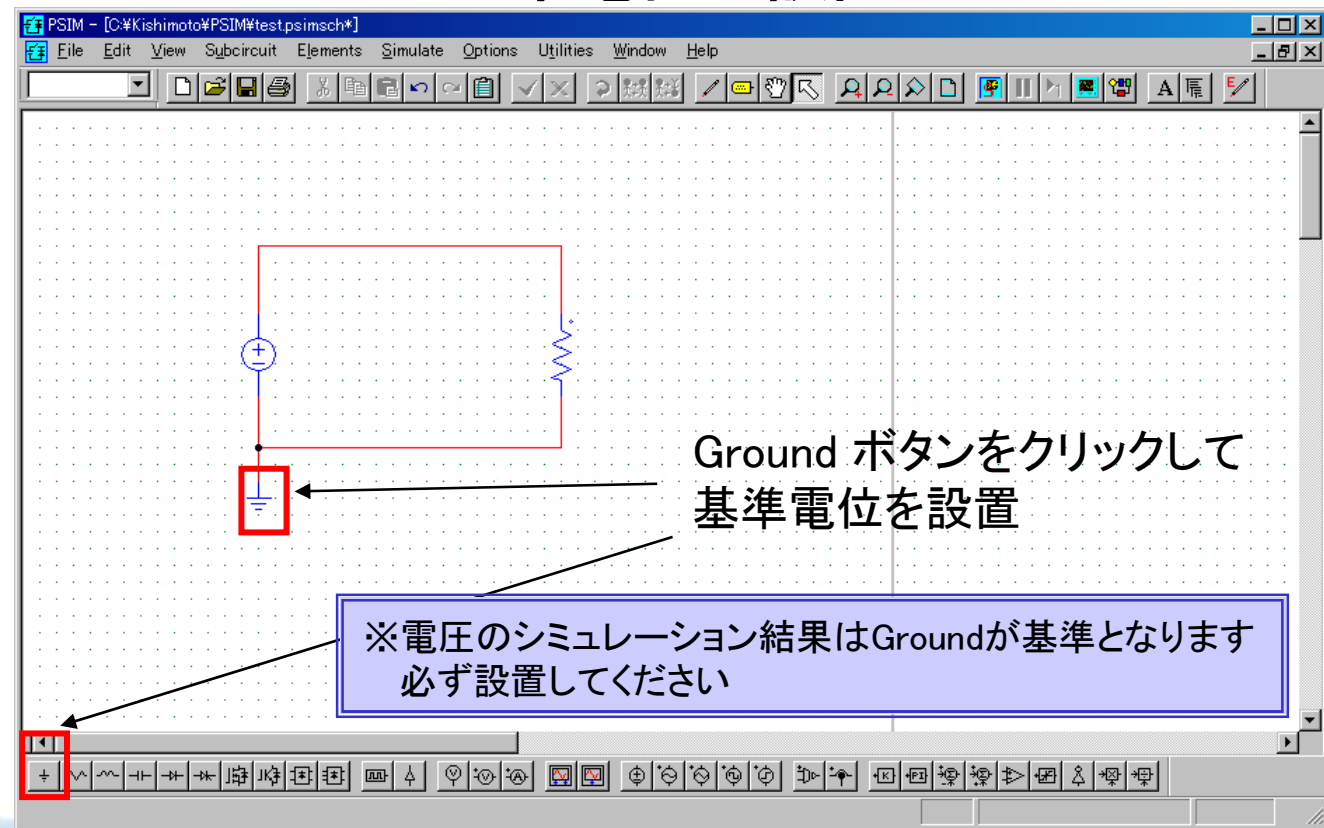 PSIM - [C:¥Kishimoto¥PSIM¥test.psimsch*]
File Edit View Subcircuit Elements Simulate Options Utilities Window Help
Ground ボタンをクリックして
基準電位を設置
※電圧のシミュレーション結果はGroundが基準となります
必ず設置してください